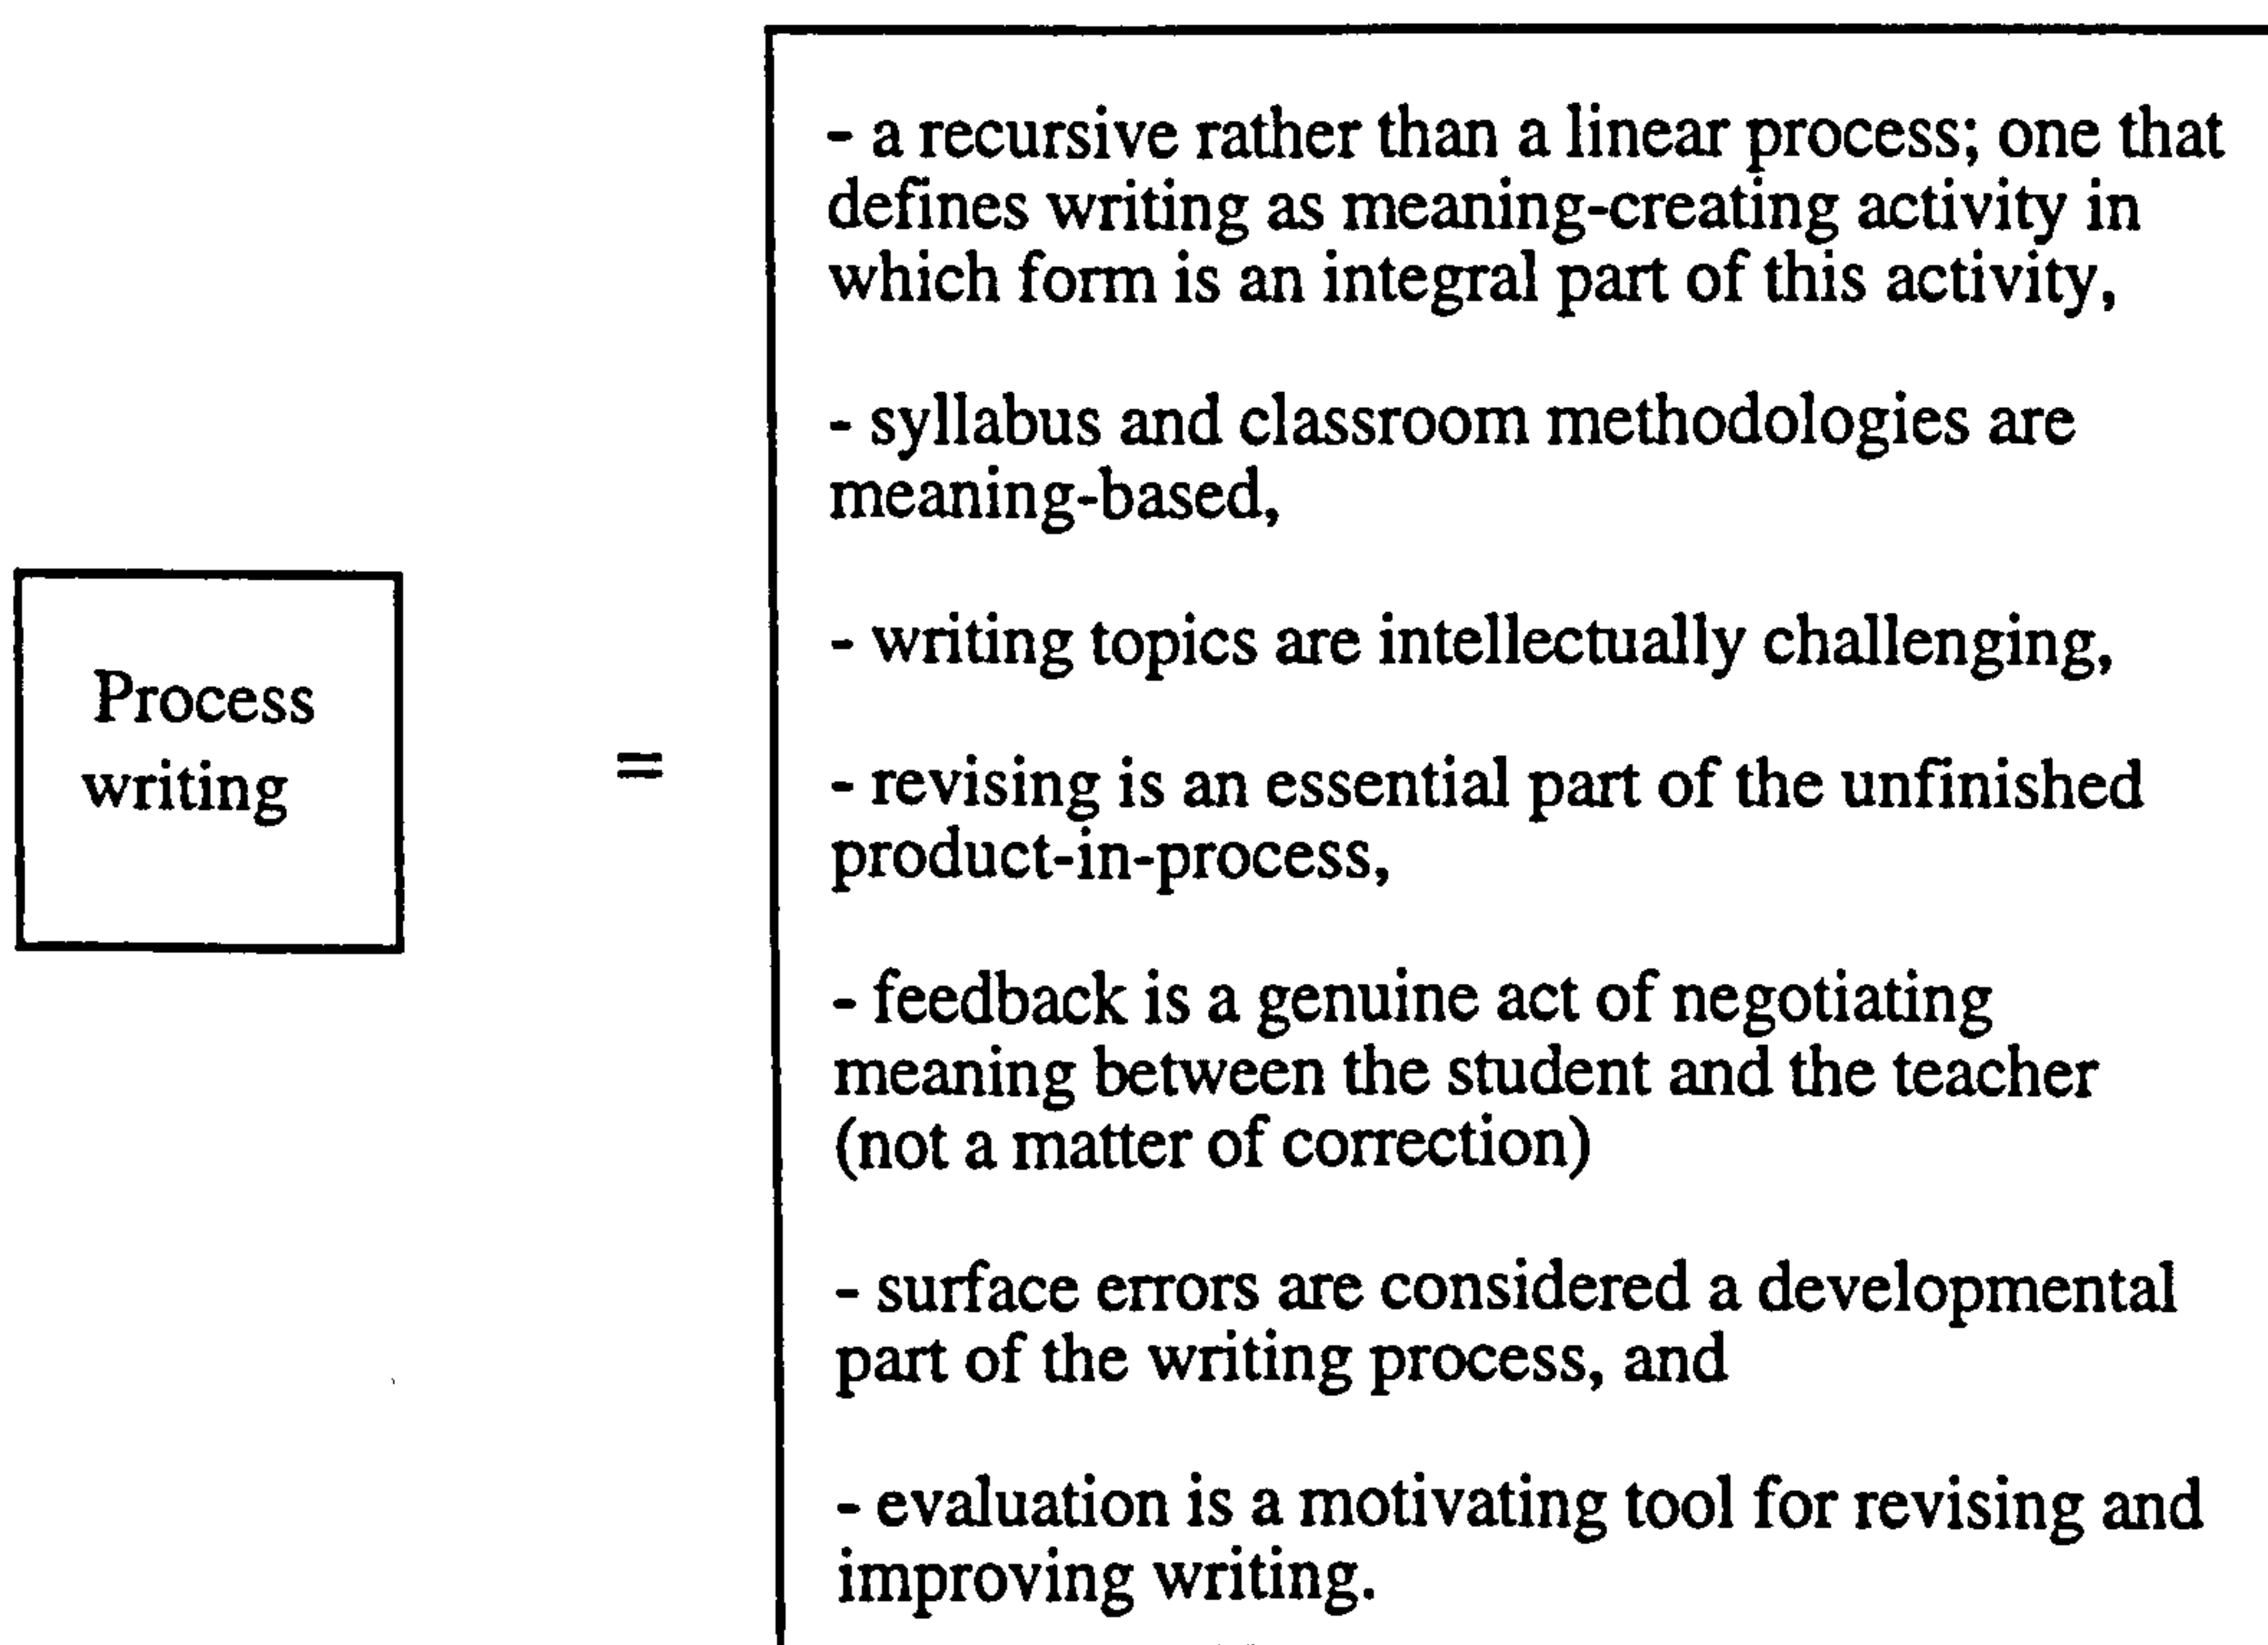 Process
writing
=
- a recursive rather than a linear process; one that
defines writing as meaning-creating activity in
which form is an integral part of this activity,
- syllabus and classroom methodologies are
meaning-based,
- writing topics are intellectually challenging,
- revising is an essential part of the unfinished
product-in-process,
- feedback is a genuine act of negotiating
meaning between the student and the teacher
(not a matter of correction)
- surface errors are considered a developmental
part of the writing process, and
- evaluation is a motivating tool for revising and
improving writing.